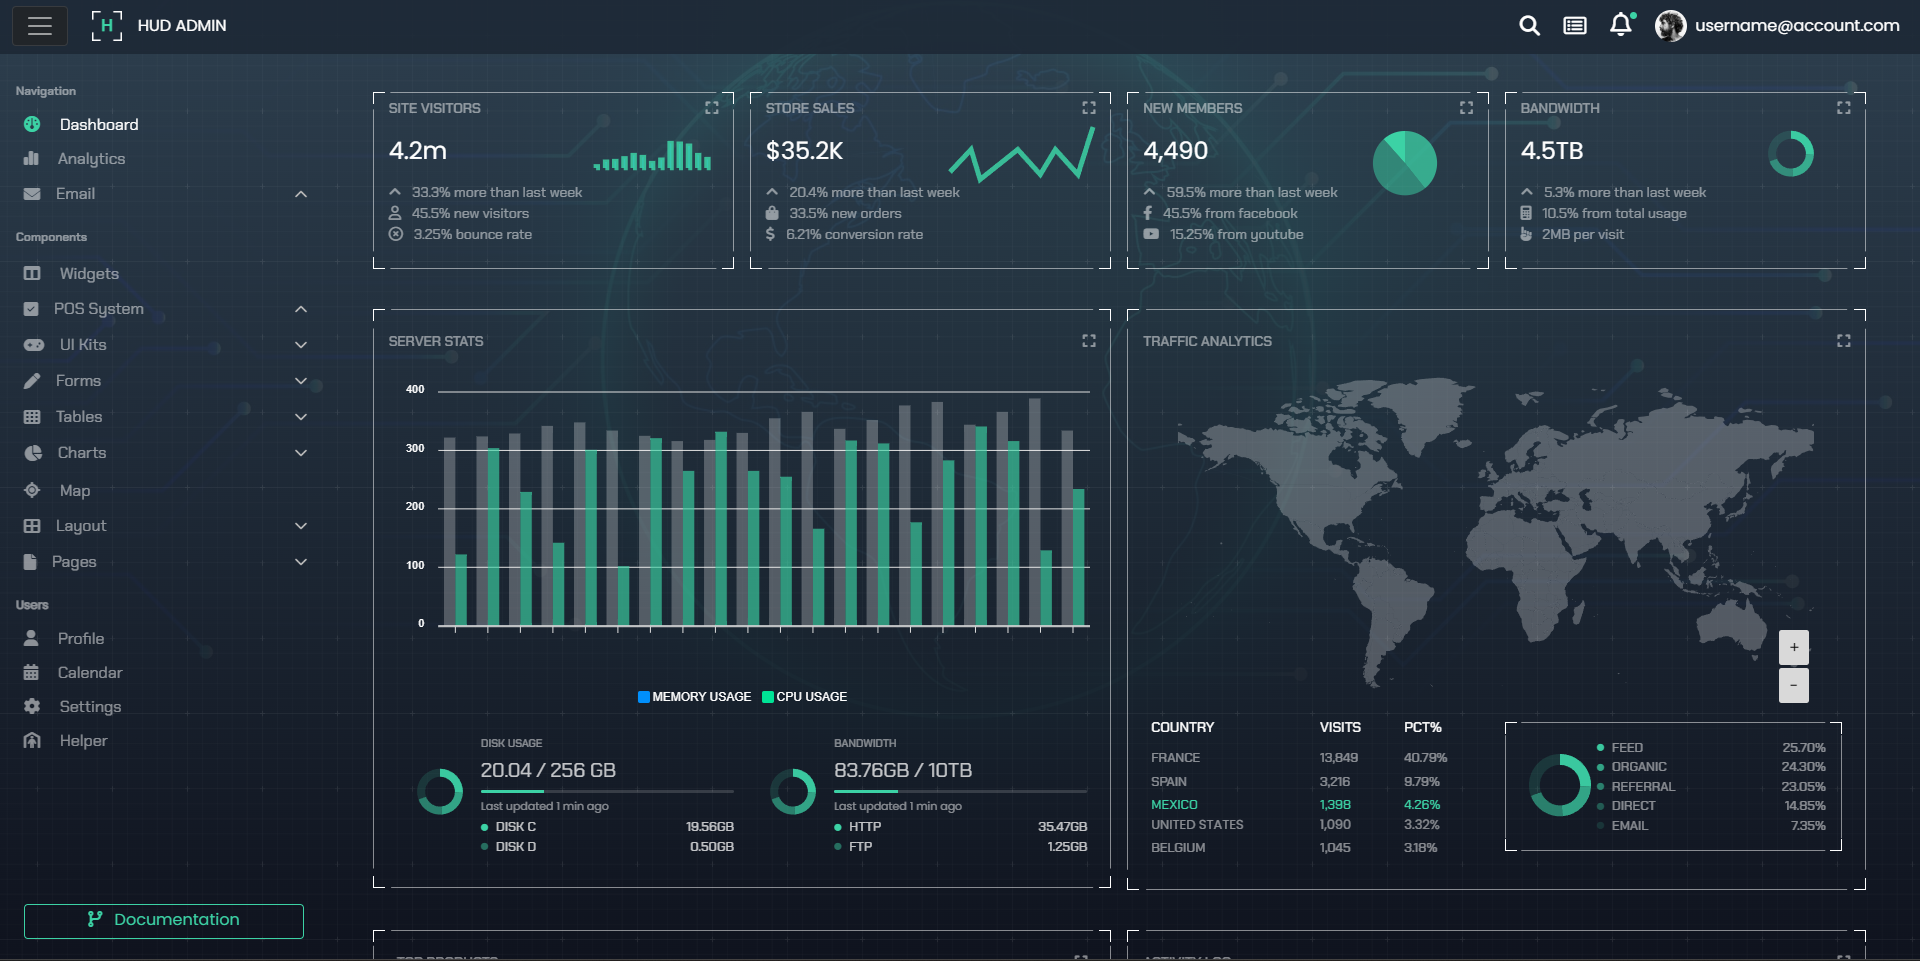 HUD ADMIN
username@account.com
Navigation
Dashboard
Analytics
Email
Components
Widgets
POS System
UI Kits
Forms
Tables
Charts
Map
Layout
Pages
Users
Profile
Calendar
Settings
Helper
Documentation
SITE VISITORS
4.2m
33.3% more than last week
45.5% new visitors
3.25% bounce rate
STORE SALES
$35.2K
20.4% more than last week
33.5% new orders
6.21% conversion rate
NEW MEMBERS
4,490
59.5% more than last week
45.5% from facebook
15.25% from youtube
BANDWIDTH
4.5TB
5.3% more than last week
10.5% from total usage
2MB per visit
SERVER STATS
400
300
200
100
0
MEMORY USAGE CPU USAGE
DISK USAGE
20.04 / 256 GB
Last updated 1 min ago
DISK C 19.56GB
DISK D 0.50GB
BANDWIDTH
83.76GB / 10TB
Last updated 1 min ago
HTTP 35.47GB
FTP 1.25GB
TRAFFIC ANALYTICS
+
−
COUNTRY VISITS PCT%
FRANCE 13,849 40.79%
SPAIN 3,216 9.79%
MEXICO 1,398 4.26%
UNITED STATES 1,090 3.32%
BELGIUM 1,045 3.18%
FEED 25.70%
ORGANIC 24.30%
REFERRAL 23.05%
DIRECT 14.85%
EMAIL 7.35%
TOP PRODUCTS
ACTIVITY LOG